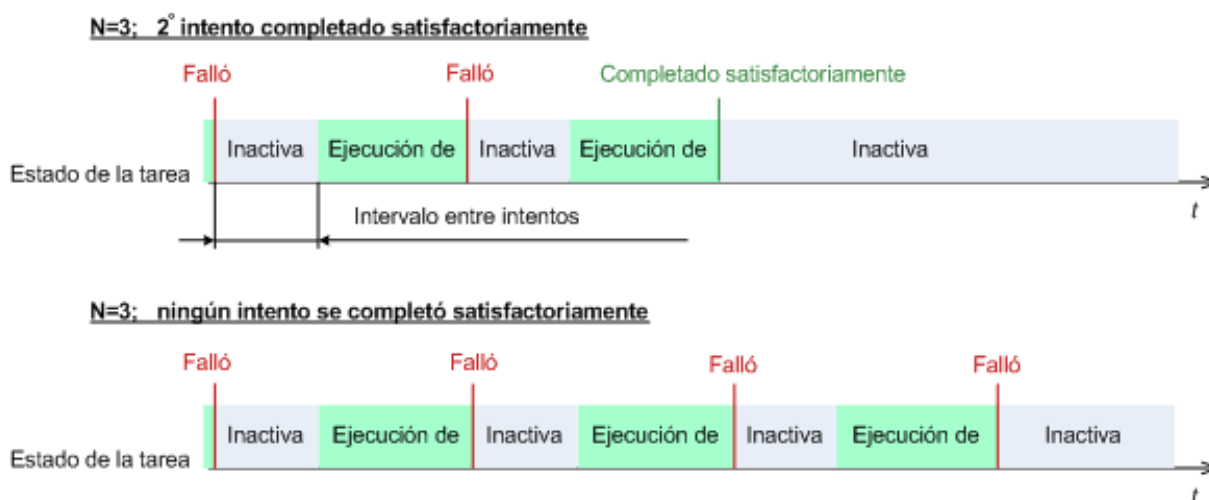 N=3; 2° intento completado satisfactoriamente
Falló Falló Completado satisfactoriamente
Inactiva Ejecución de Inactiva Ejecución de Inactiva
Estado de la tarea
t
Intervalo entre intentos
N=3; ningún intento se completó satisfactoriamente
Falló Falló Falló Falló
Inactiva Ejecución de Inactiva Ejecución de Inactiva Ejecución de Inactiva
Estado de la tarea
t